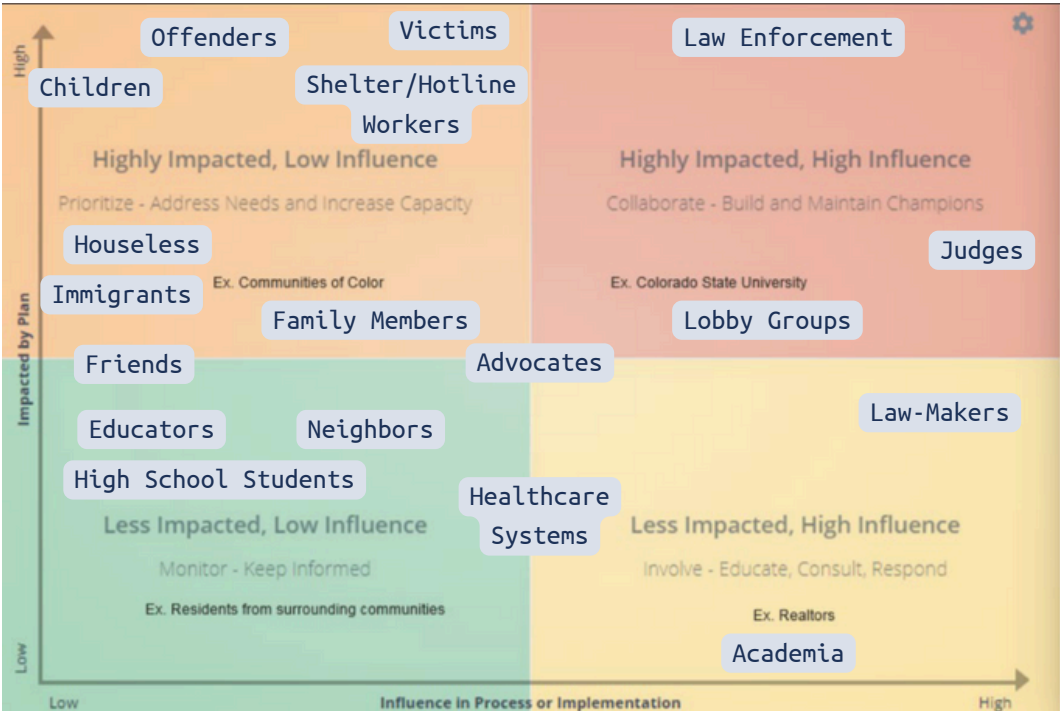 Offenders
Victims
Law Enforcement
High
Children
Shelter/Hotline
Workers
Highly Impacted, Low Influence
Highly Impacted, High Influence
Prioritize - Address Needs and Increase Capacity
Collaborate - Build and Maintain Champions
Houseless
Judges
Ex. Communities of Color
Ex. Colorado State University
Immigrants
Family Members
Lobby Groups
Impacted by Plan
Friends
Advocates
Law-Makers
Educators
Neighbors
High School Students
Healthcare
Systems
Less Impacted, Low Influence
Less Impacted, High Influence
Monitor - Keep Informed
Involve - Educate, Consult, Respond
Ex. Residents from surrounding communities
Ex. Realtors
Academia
Low
Low
Influence in Process or Implementation
High